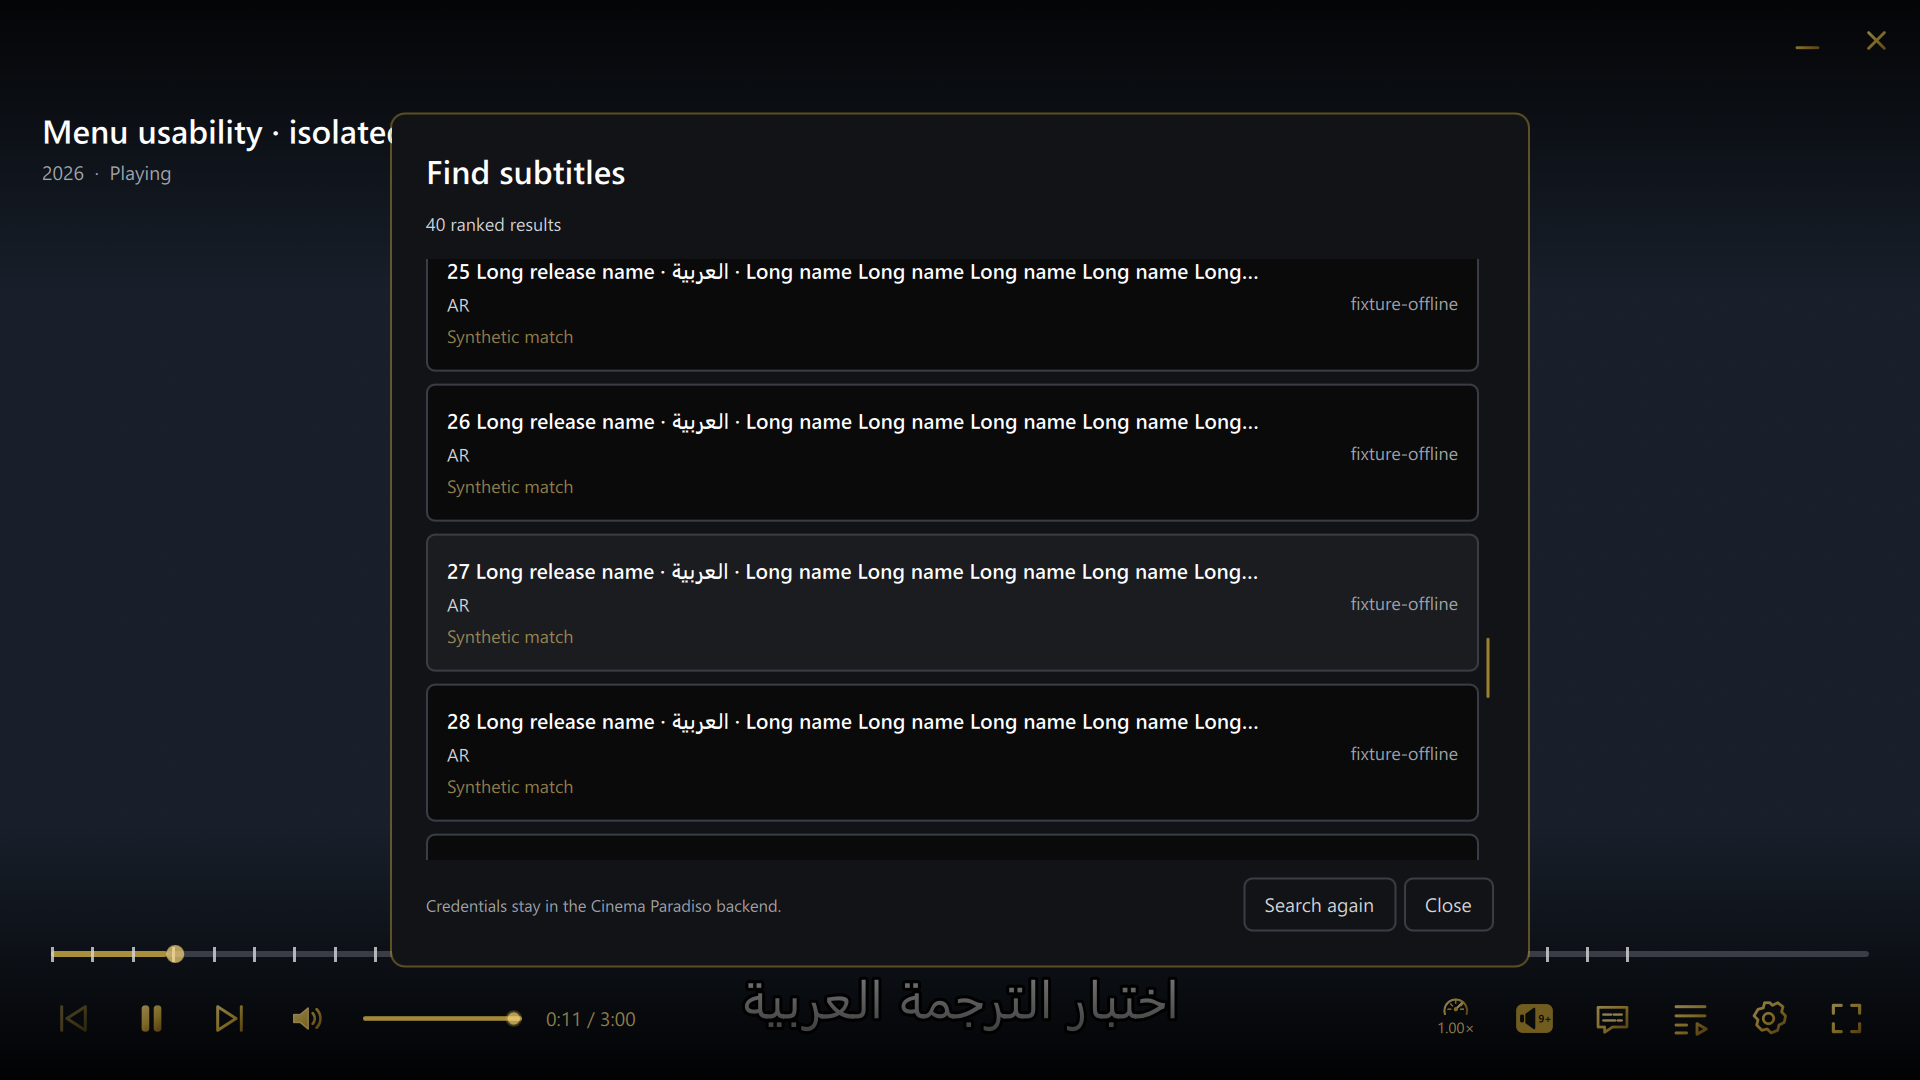 Menu usability · isolated
2026 · Playing
Find subtitles
40 ranked results
25 Long release name · العربية · Long name Long name Long name Long name Long...
AR
fixture-offline
Synthetic match
26 Long release name · العربية · Long name Long name Long name Long name Long...
AR
fixture-offline
Synthetic match
27 Long release name · العربية · Long name Long name Long name Long name Long...
AR
fixture-offline
Synthetic match
28 Long release name · العربية · Long name Long name Long name Long name Long...
AR
fixture-offline
Synthetic match
Credentials stay in the Cinema Paradiso backend.
Search again
Close
اختبار الترجمة العربية
0:11 / 3:00
1.00×
9+